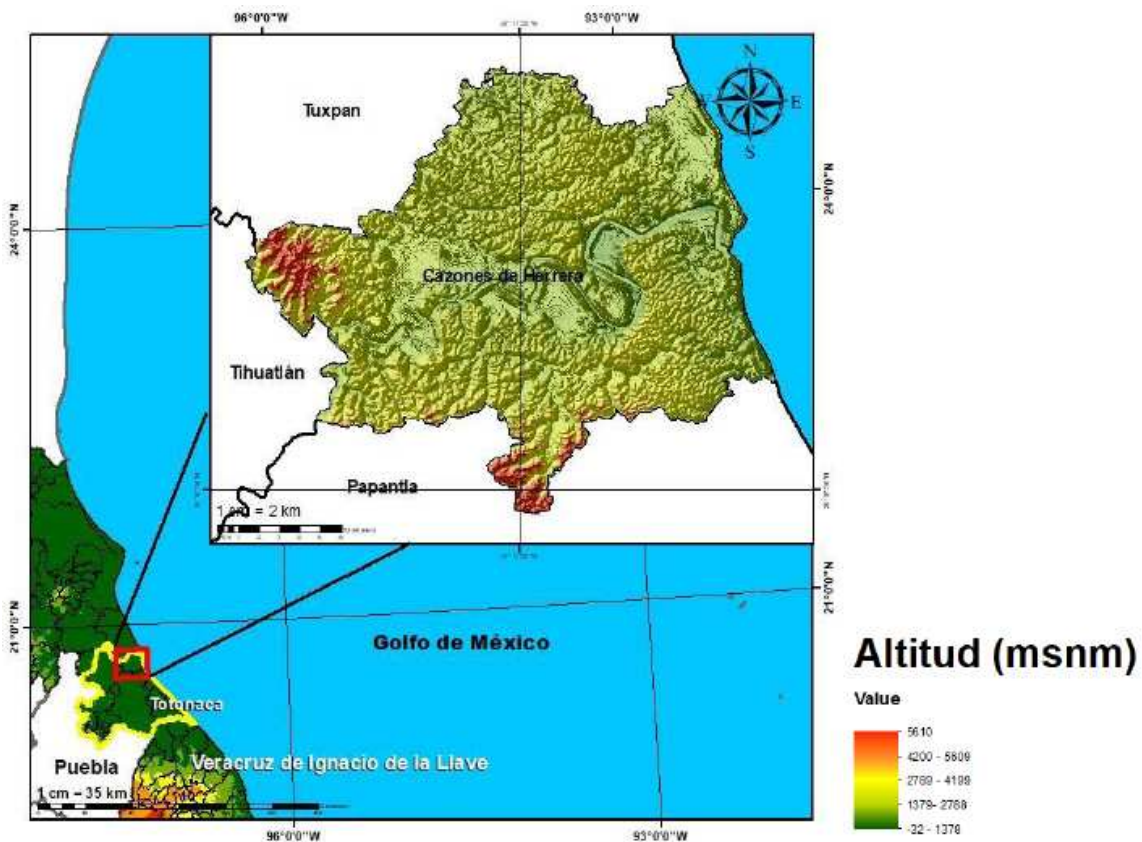 96°0'0"W
93°0'0"W
N
E
S
Tuxpan
24°0'0"N
24°0'0"N
Cazones de Herrera
Tihuatlán
Papantla
1 cm = 2 km
21°0'0"N
21°0'0"N
Golfo de México
Totonaca
Puebla
Veracruz de Ignacio de la Llave
1 cm = 35 km
96°0'0"W
93°0'0"W
Altitud (msnm)
Value
5610
4200 - 5609
2789 - 4199
1379 - 2788
-32 - 1378